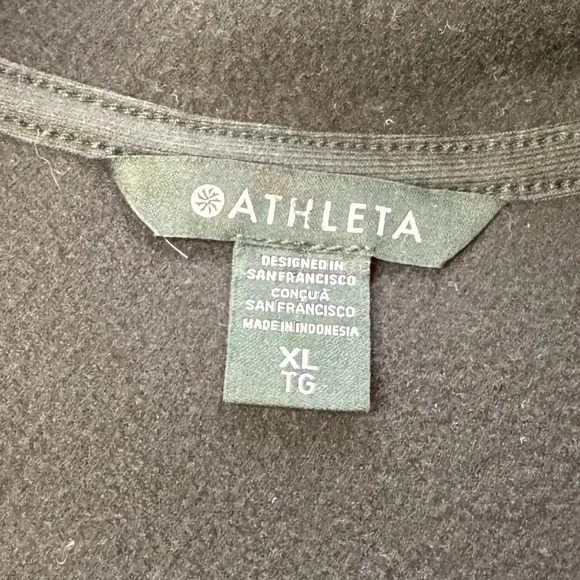 ATHLETA
DESIGNED IN
SAN FRANCISCO
CONÇU À
SAN FRANCISCO
MADE IN INDONESIA
XL
TG